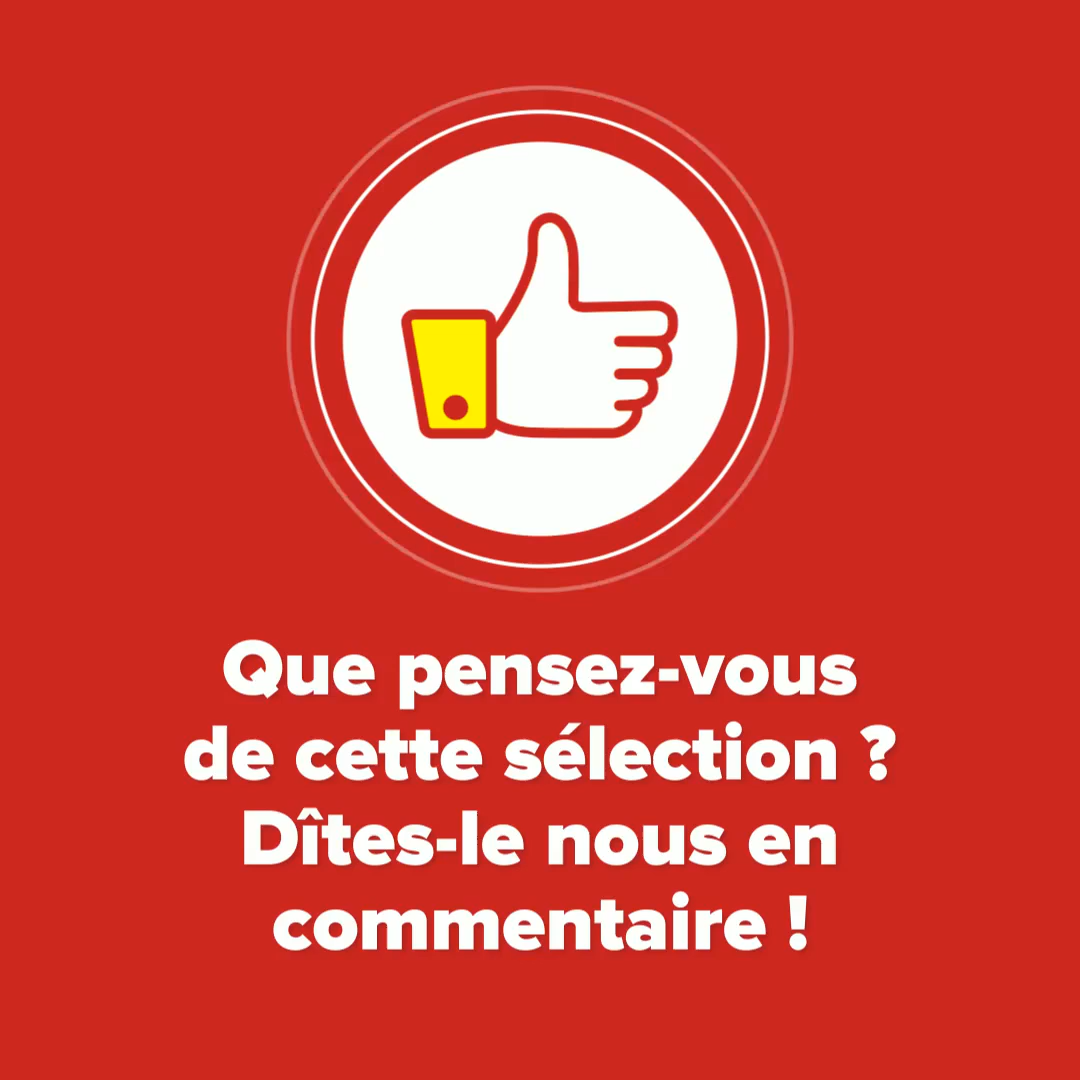 Que pensez-vous
de cette sélection ?
Dîtes-le nous en
commentaire !